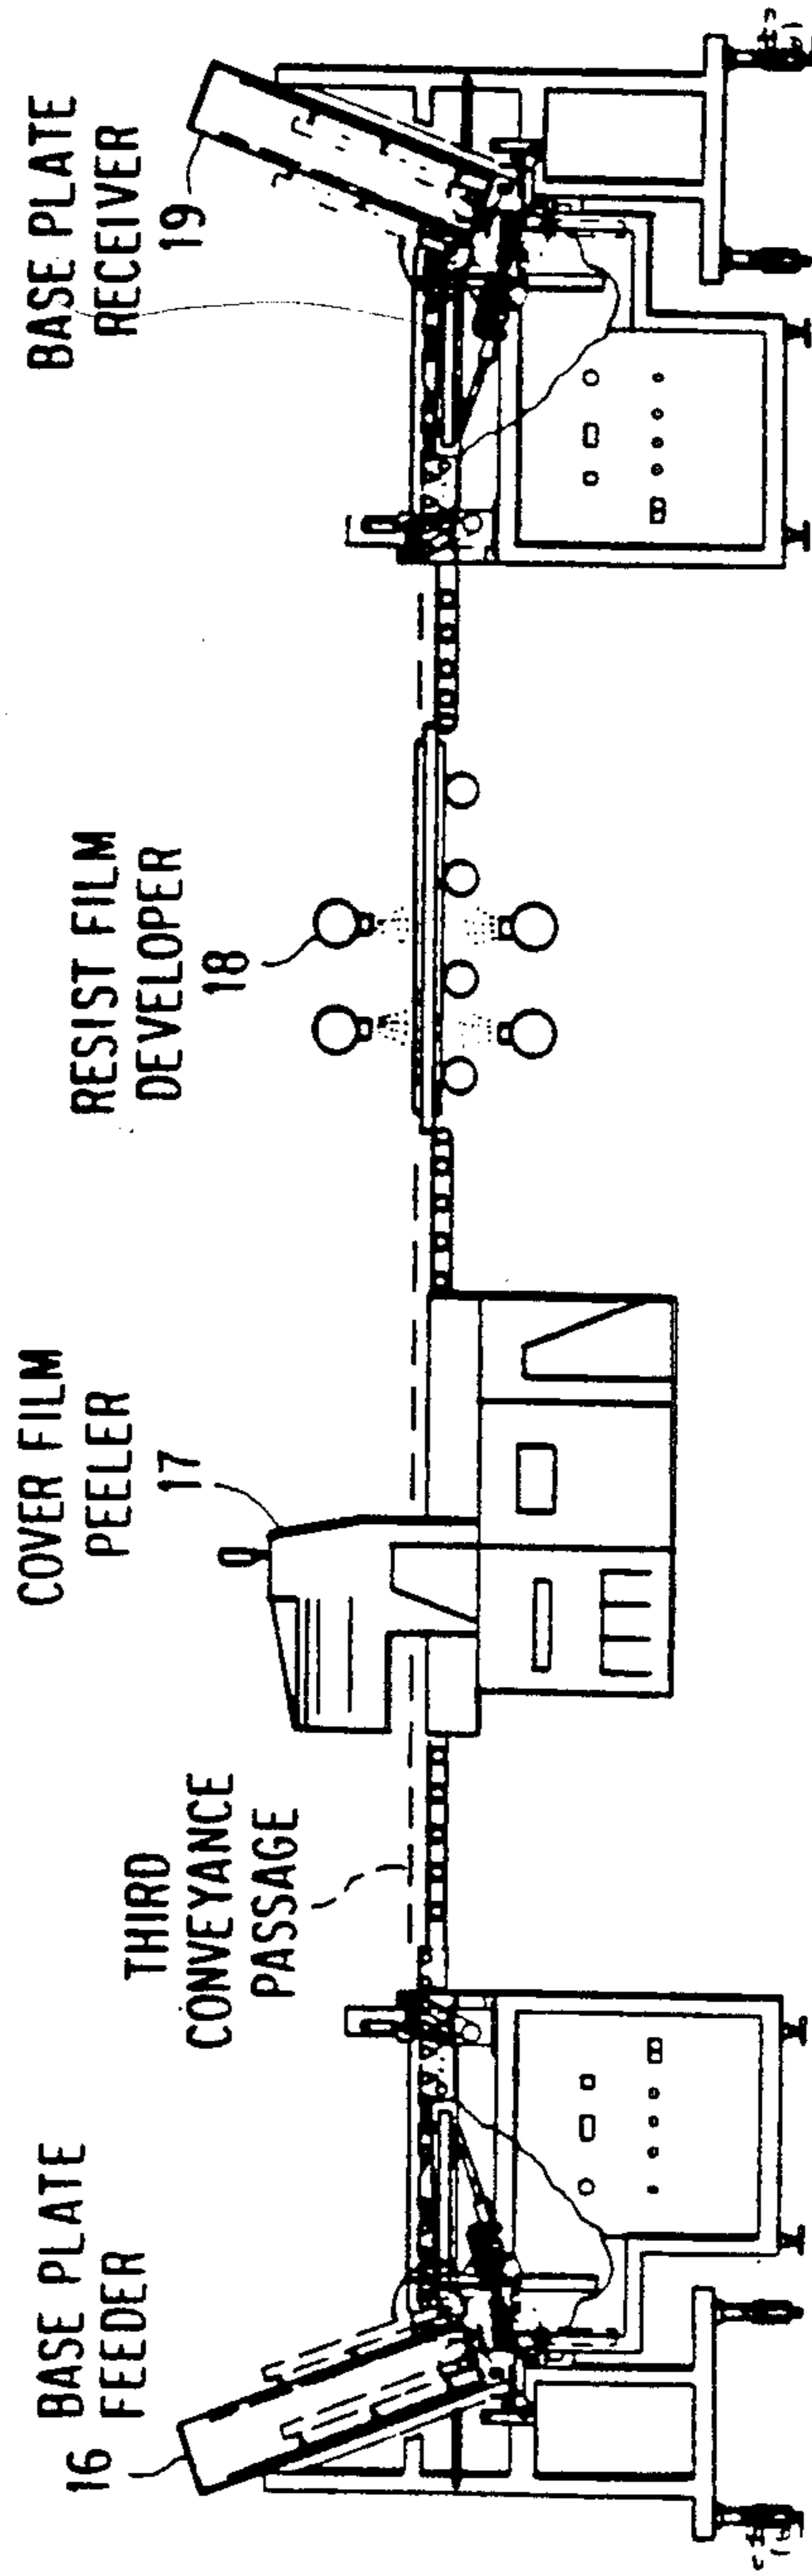 16 BASE PLATE
FEEDER
THIRD
CONVEYANCE
PASSAGE
COVER FILM
PEELER
17
RESIST FILM
DEVELOPER
18
BASE PLATE
RECEIVER
19